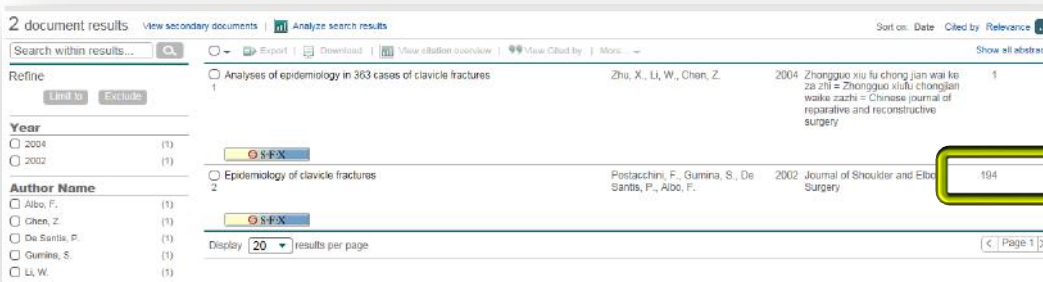 2 document results View secondary documents | Analyze search results Sort on: Date Cited by Relevance
Search within results... Export | Download | View citation overview | View Cited by | More... Show all abstrac
Refine
Limit to Exclude
Year
2004 (1)
2002 (1)
Author Name
Albo, F. (1)
Chen, Z. (1)
De Santis, P. (1)
Gumina, S. (1)
Li, W. (1)
Analyses of epidemiology in 363 cases of clavicle fractures Zhu, X., Li, W., Chen, Z. 2004 Zhongguo xiu fu chong jian wai ke 1
1 za zhi = Zhongguo xiufu chongjian
waike zazhi = Chinese journal of
reparative and reconstructive
surgery
S·F·X
Epidemiology of clavicle fractures Postacchini, F., Gumina, S., De 2002 Journal of Shoulder and Elbo 194
2 Santis, P., Albo, F. Surgery
S·F·X
Display 20 results per page < Page 1